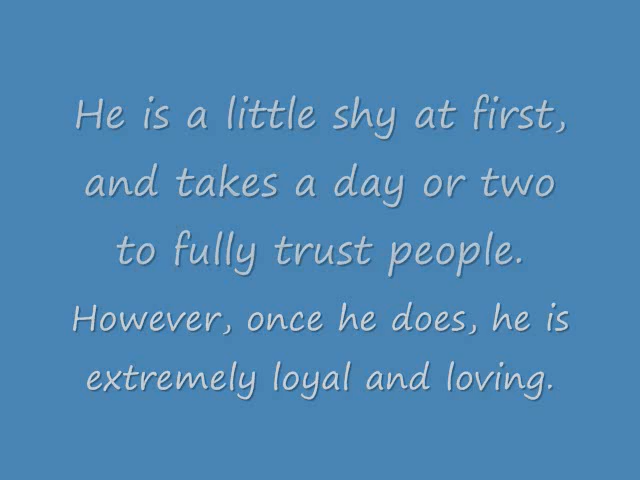 He is a little shy at first,
and takes a day or two
to fully trust people.
However, once he does, he is
extremely loyal and loving.